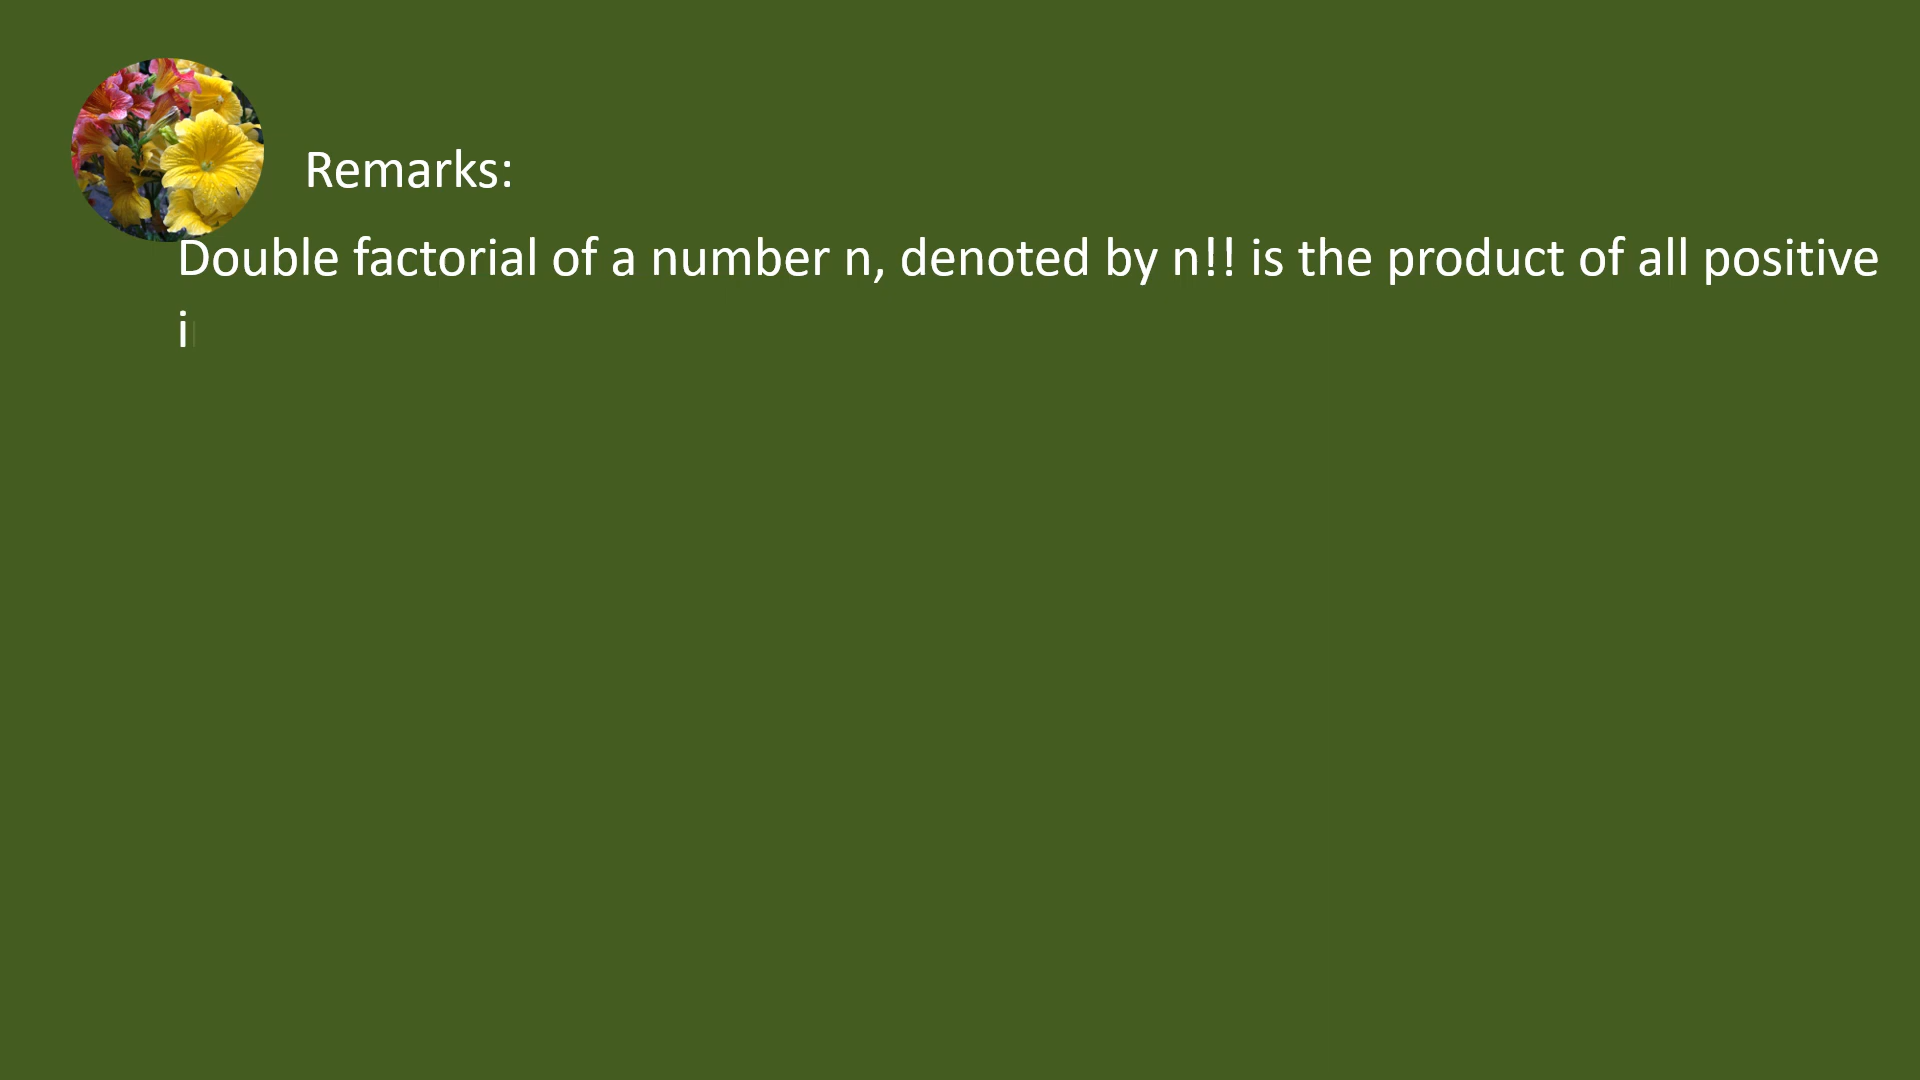 Remarks:
Double factorial of a number n, denoted by n!! is the product of all positive
i